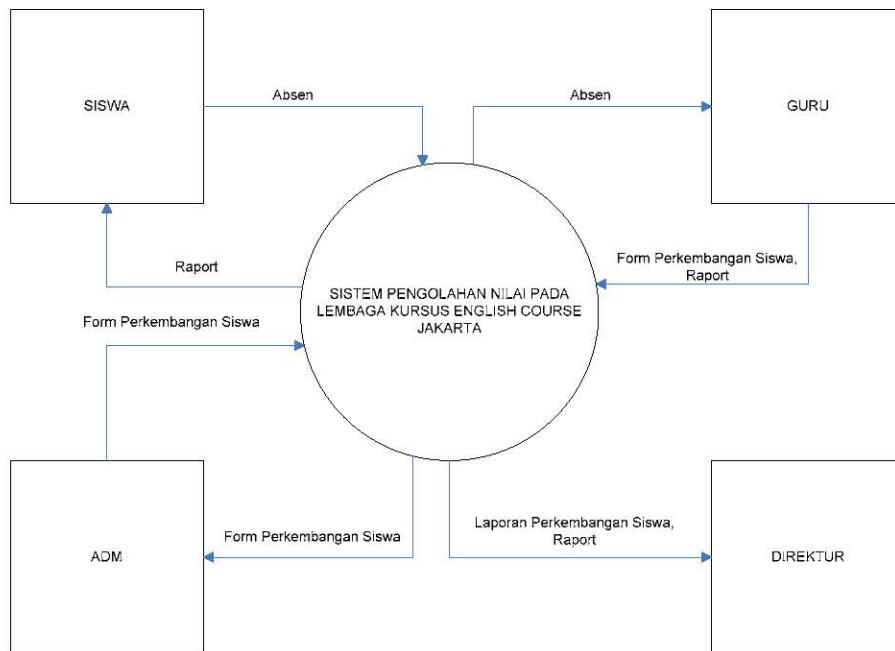 SISWA
Absen
Absen
GURU
Raport
Form Perkembangan Siswa,
Raport
SISTEM PENGOLAHAN NILAI PADA
LEMBAGA KURSUS ENGLISH COURSE
JAKARTA
Form Perkembangan Siswa
ADM
Form Perkembangan Siswa
Laporan Perkembangan Siswa,
Raport
DIREKTUR